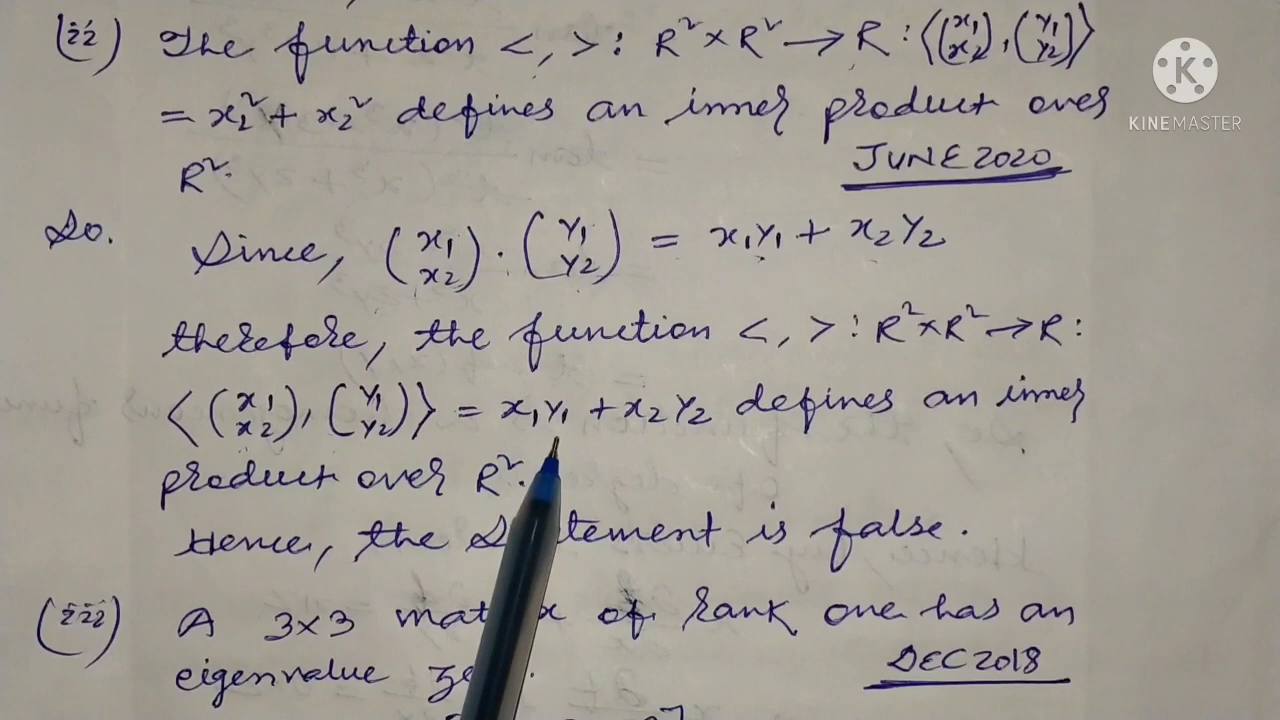 (ii) The function <, >: R² × R² → R : ⟨(x₁ x₂), (y₁ y₂)⟩
= x₁² + x₂² defines an inner product over
R².
JUNE 2020
So. Since, (x₁ x₂) · (y₁ y₂) = x₁y₁ + x₂y₂
therefore, the function <, >: R² × R² → R :
⟨(x₁ x₂), (y₁ y₂)⟩ = x₁y₁ + x₂y₂ defines an inner
product over R².
Hence, the statement is false.
(iii) A 3×3 matrix of rank one has an
eigenvalue
DEC 2018
K
KINEMASTER